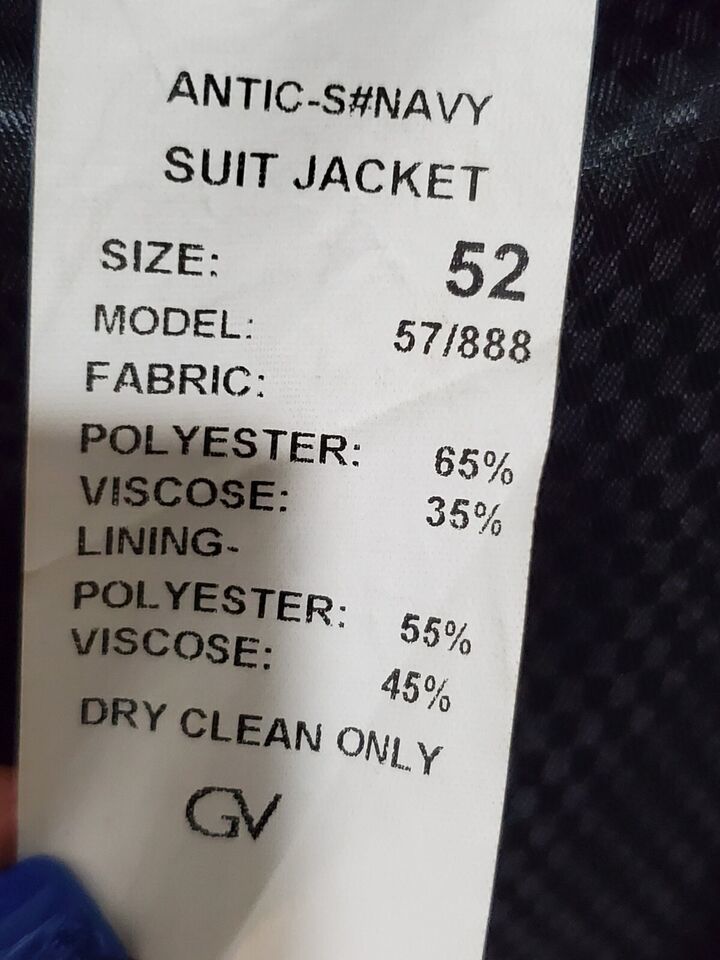 ANTIC-S#NAVY
SUIT JACKET
SIZE: 52
MODEL: 57/888
FABRIC:
POLYESTER: 65%
VISCOSE: 35%
LINING-
POLYESTER: 55%
VISCOSE: 45%
DRY CLEAN ONLY
GV